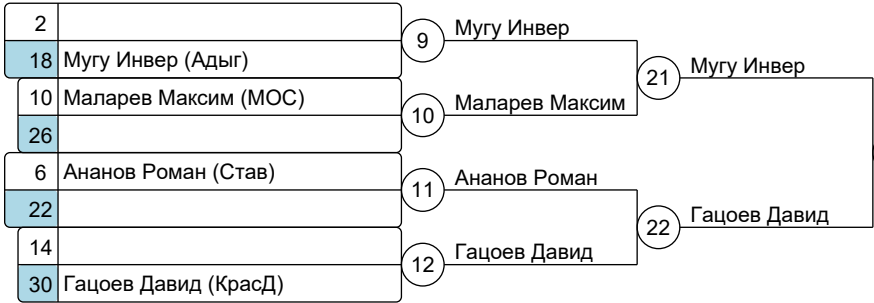 2
18 Мугу Инвер (Адыг)
10 Маларев Максим (МОС)
26
6 Ананов Роман (Став)
22
14
30 Гацоев Давид (КрасД)
9 Мугу Инвер
10 Маларев Максим
11 Ананов Роман
12 Гацоев Давид
21 Мугу Инвер
22 Гацоев Давид